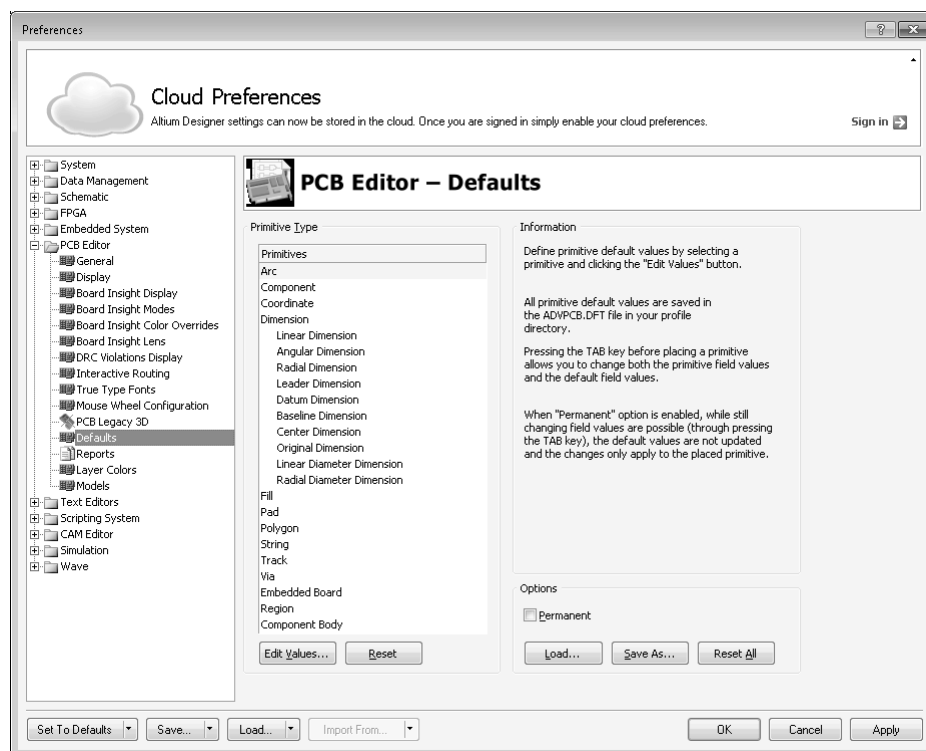 Preferences
Cloud Preferences
Altium Designer settings can now be stored in the cloud. Once you are signed in simply enable your cloud preferences.
Sign in
System
Data Management
Schematic
FPGA
Embedded System
PCB Editor
General
Display
Board Insight Display
Board Insight Modes
Board Insight Color Overrides
Board Insight Lens
DRC Violations Display
Interactive Routing
True Type Fonts
Mouse Wheel Configuration
PCB Legacy 3D
Defaults
Reports
Layer Colors
Models
Text Editors
Scripting System
CAM Editor
Simulation
Wave
PCB Editor – Defaults
Primitive Type
Primitives
Arc
Component
Coordinate
Dimension
Linear Dimension
Angular Dimension
Radial Dimension
Leader Dimension
Datum Dimension
Baseline Dimension
Center Dimension
Original Dimension
Linear Diameter Dimension
Radial Diameter Dimension
Fill
Pad
Polygon
String
Track
Via
Embedded Board
Region
Component Body
Edit Values...
Reset
Information
Define primitive default values by selecting a
primitive and clicking the "Edit Values" button.
All primitive default values are saved in
the ADVPCB.DFT file in your profile
directory.
Pressing the TAB key before placing a primitive
allows you to change both the primitive field values
and the default field values.
When "Permanent" option is enabled, while still
changing field values are possible (through pressing
the TAB key), the default values are not updated
and the changes only apply to the placed primitive.
Options
Permanent
Load...
Save As...
Reset All
Set To Defaults
Save...
Load...
Import From...
OK
Cancel
Apply